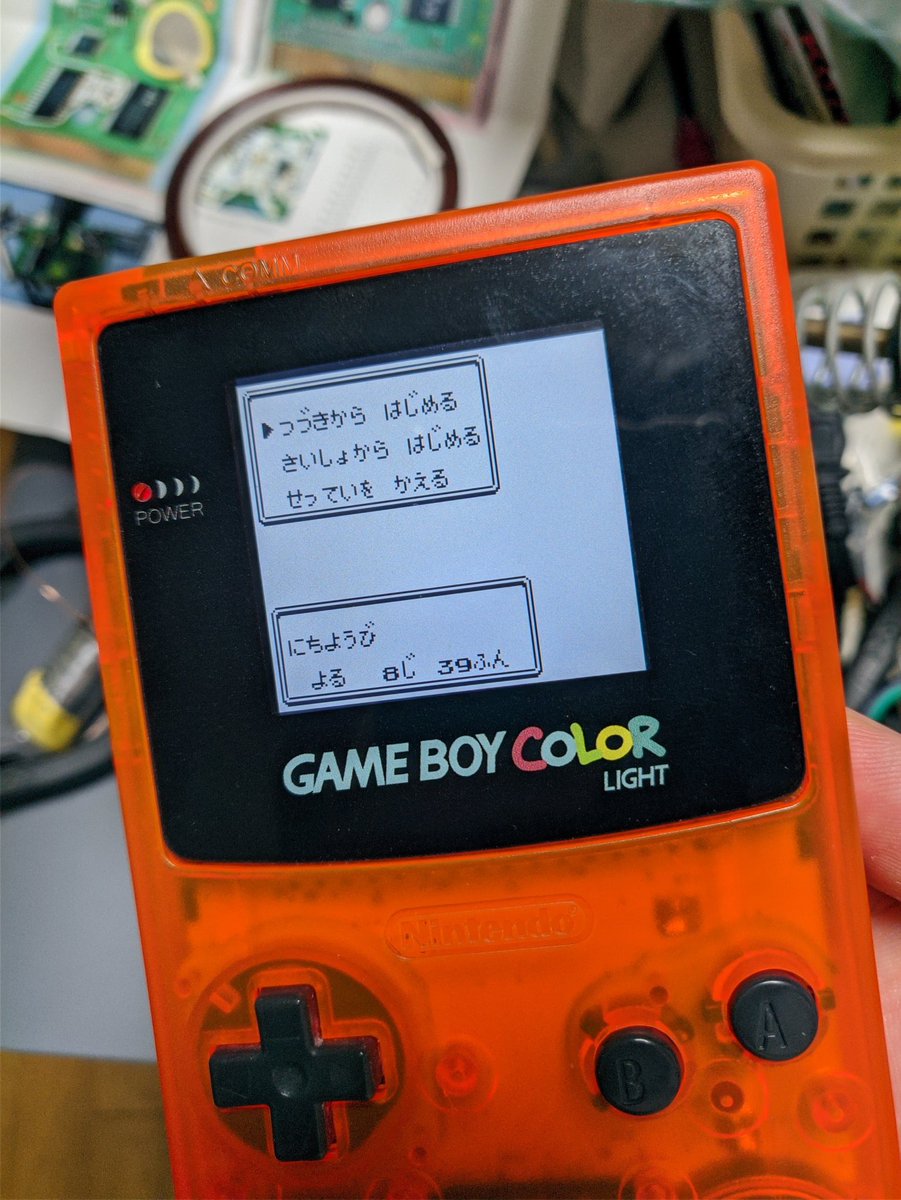 COMM
▶つづきから はじめる
さいしょから はじめる
せっていを かえる
POWER
にちようび
よる 8じ 39ふん
GAME BOY COLOR
LIGHT
Nintendo
A
B